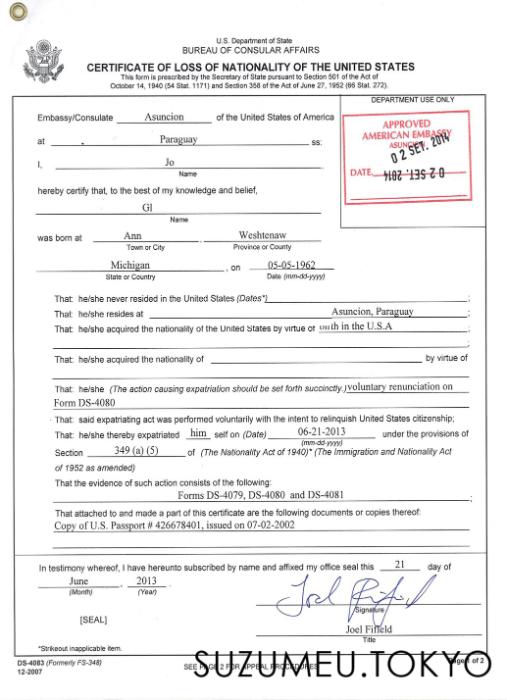 U.S. Department of State
BUREAU OF CONSULAR AFFAIRS
CERTIFICATE OF LOSS OF NATIONALITY OF THE UNITED STATES
This form is prescribed by the Secretary of State pursuant to Section 501 of the Act of
October 14, 1940 (54 Stat. 1171) and Section 358 of the Act of June 27, 1952 (66 Stat. 272).
DEPARTMENT USE ONLY
Embassy/Consulate Asuncion of the United States of America
at Paraguay ss:
APPROVED
AMERICAN EMBASSY
02 SET. 2014
DATE 02 SET. 2014
I, Jo
Name
hereby certify that, to the best of my knowledge and belief,
Gl
Name
was born at Ann Weshtenaw
Town or City Province or County
Michigan , on 05-05-1962
State or Country Date (mm-dd-yyyy)
That: he/she never resided in the United States (Dates*) ;
That: he/she resides at Asuncion, Paraguay ;
That: he/she acquired the nationality of the United States by virtue of in the U.S.A
;
That: he/she acquired the nationality of by virtue of
;
That: he/she (The action causing expatriation should be set forth succinctly.) voluntary renunciation on
Form DS-4080
That: said expatriating act was performed voluntarily with the intent to relinquish United States citizenship;
That: he/she thereby expatriated him self on (Date) 06-21-2013 under the provisions of
(mm-dd-yyyy)
Section 349 (a) (5) of (The Nationality Act of 1940)* (The Immigration and Nationality Act
of 1952 as amended)
That the evidence of such action consists of the following:
Forms DS-4079, DS-4080 and DS-4081 ;
That attached to and made a part of this certificate are the following documents or copies thereof:
Copy of U.S. Passport # 426678401, issued on 07-02-2002
In testimony whereof, I have hereunto subscribed by name and affixed my office seal this 21 day of
June , 2013
(Month) (Year)
Signature
[SEAL]
Joel Fifield
Title
*Strikeout inapplicable item.
DS-4083 (Formerly FS-348)
12-2007
SEE PAGE 2 FOR APPEAL PROCEDURES
Page 1 of 2
SUZUMEU.TOKYO